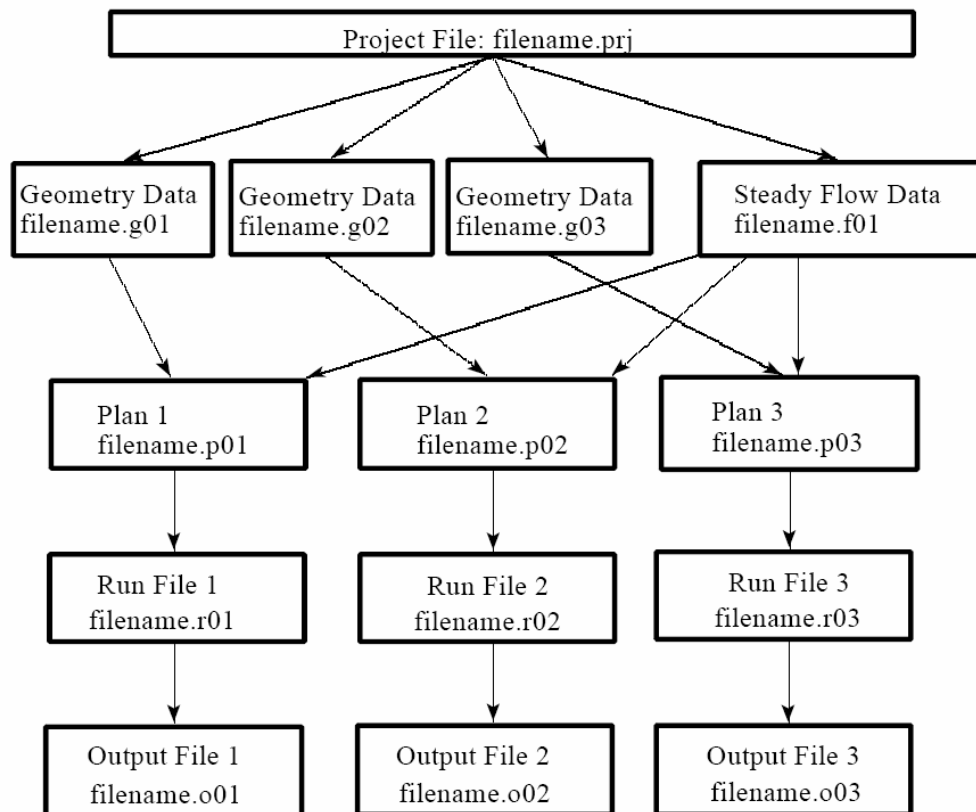 Project File: filename.prj
Geometry Data
filename.g01
Geometry Data
filename.g02
Geometry Data
filename.g03
Steady Flow Data
filename.f01
Plan 1
filename.p01
Plan 2
filename.p02
Plan 3
filename.p03
Run File 1
filename.r01
Run File 2
filename.r02
Run File 3
filename.r03
Output File 1
filename.o01
Output File 2
filename.o02
Output File 3
filename.o03